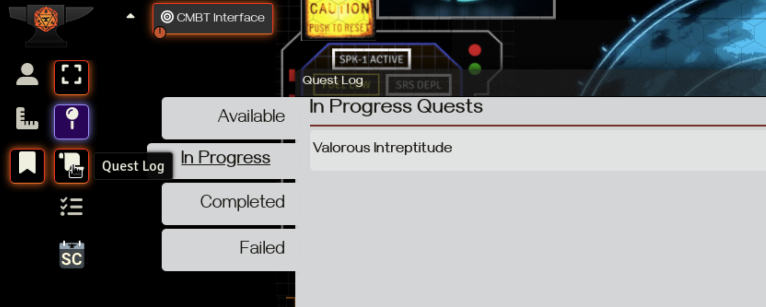 CMBT Interface
CAUTION
PUSH TO RESET
SPK-1 ACTIVE
SRS DEPL
Quest Log
In Progress Quests
Valorous Intreptitude
Available
In Progress
Completed
Failed
Quest Log
SC